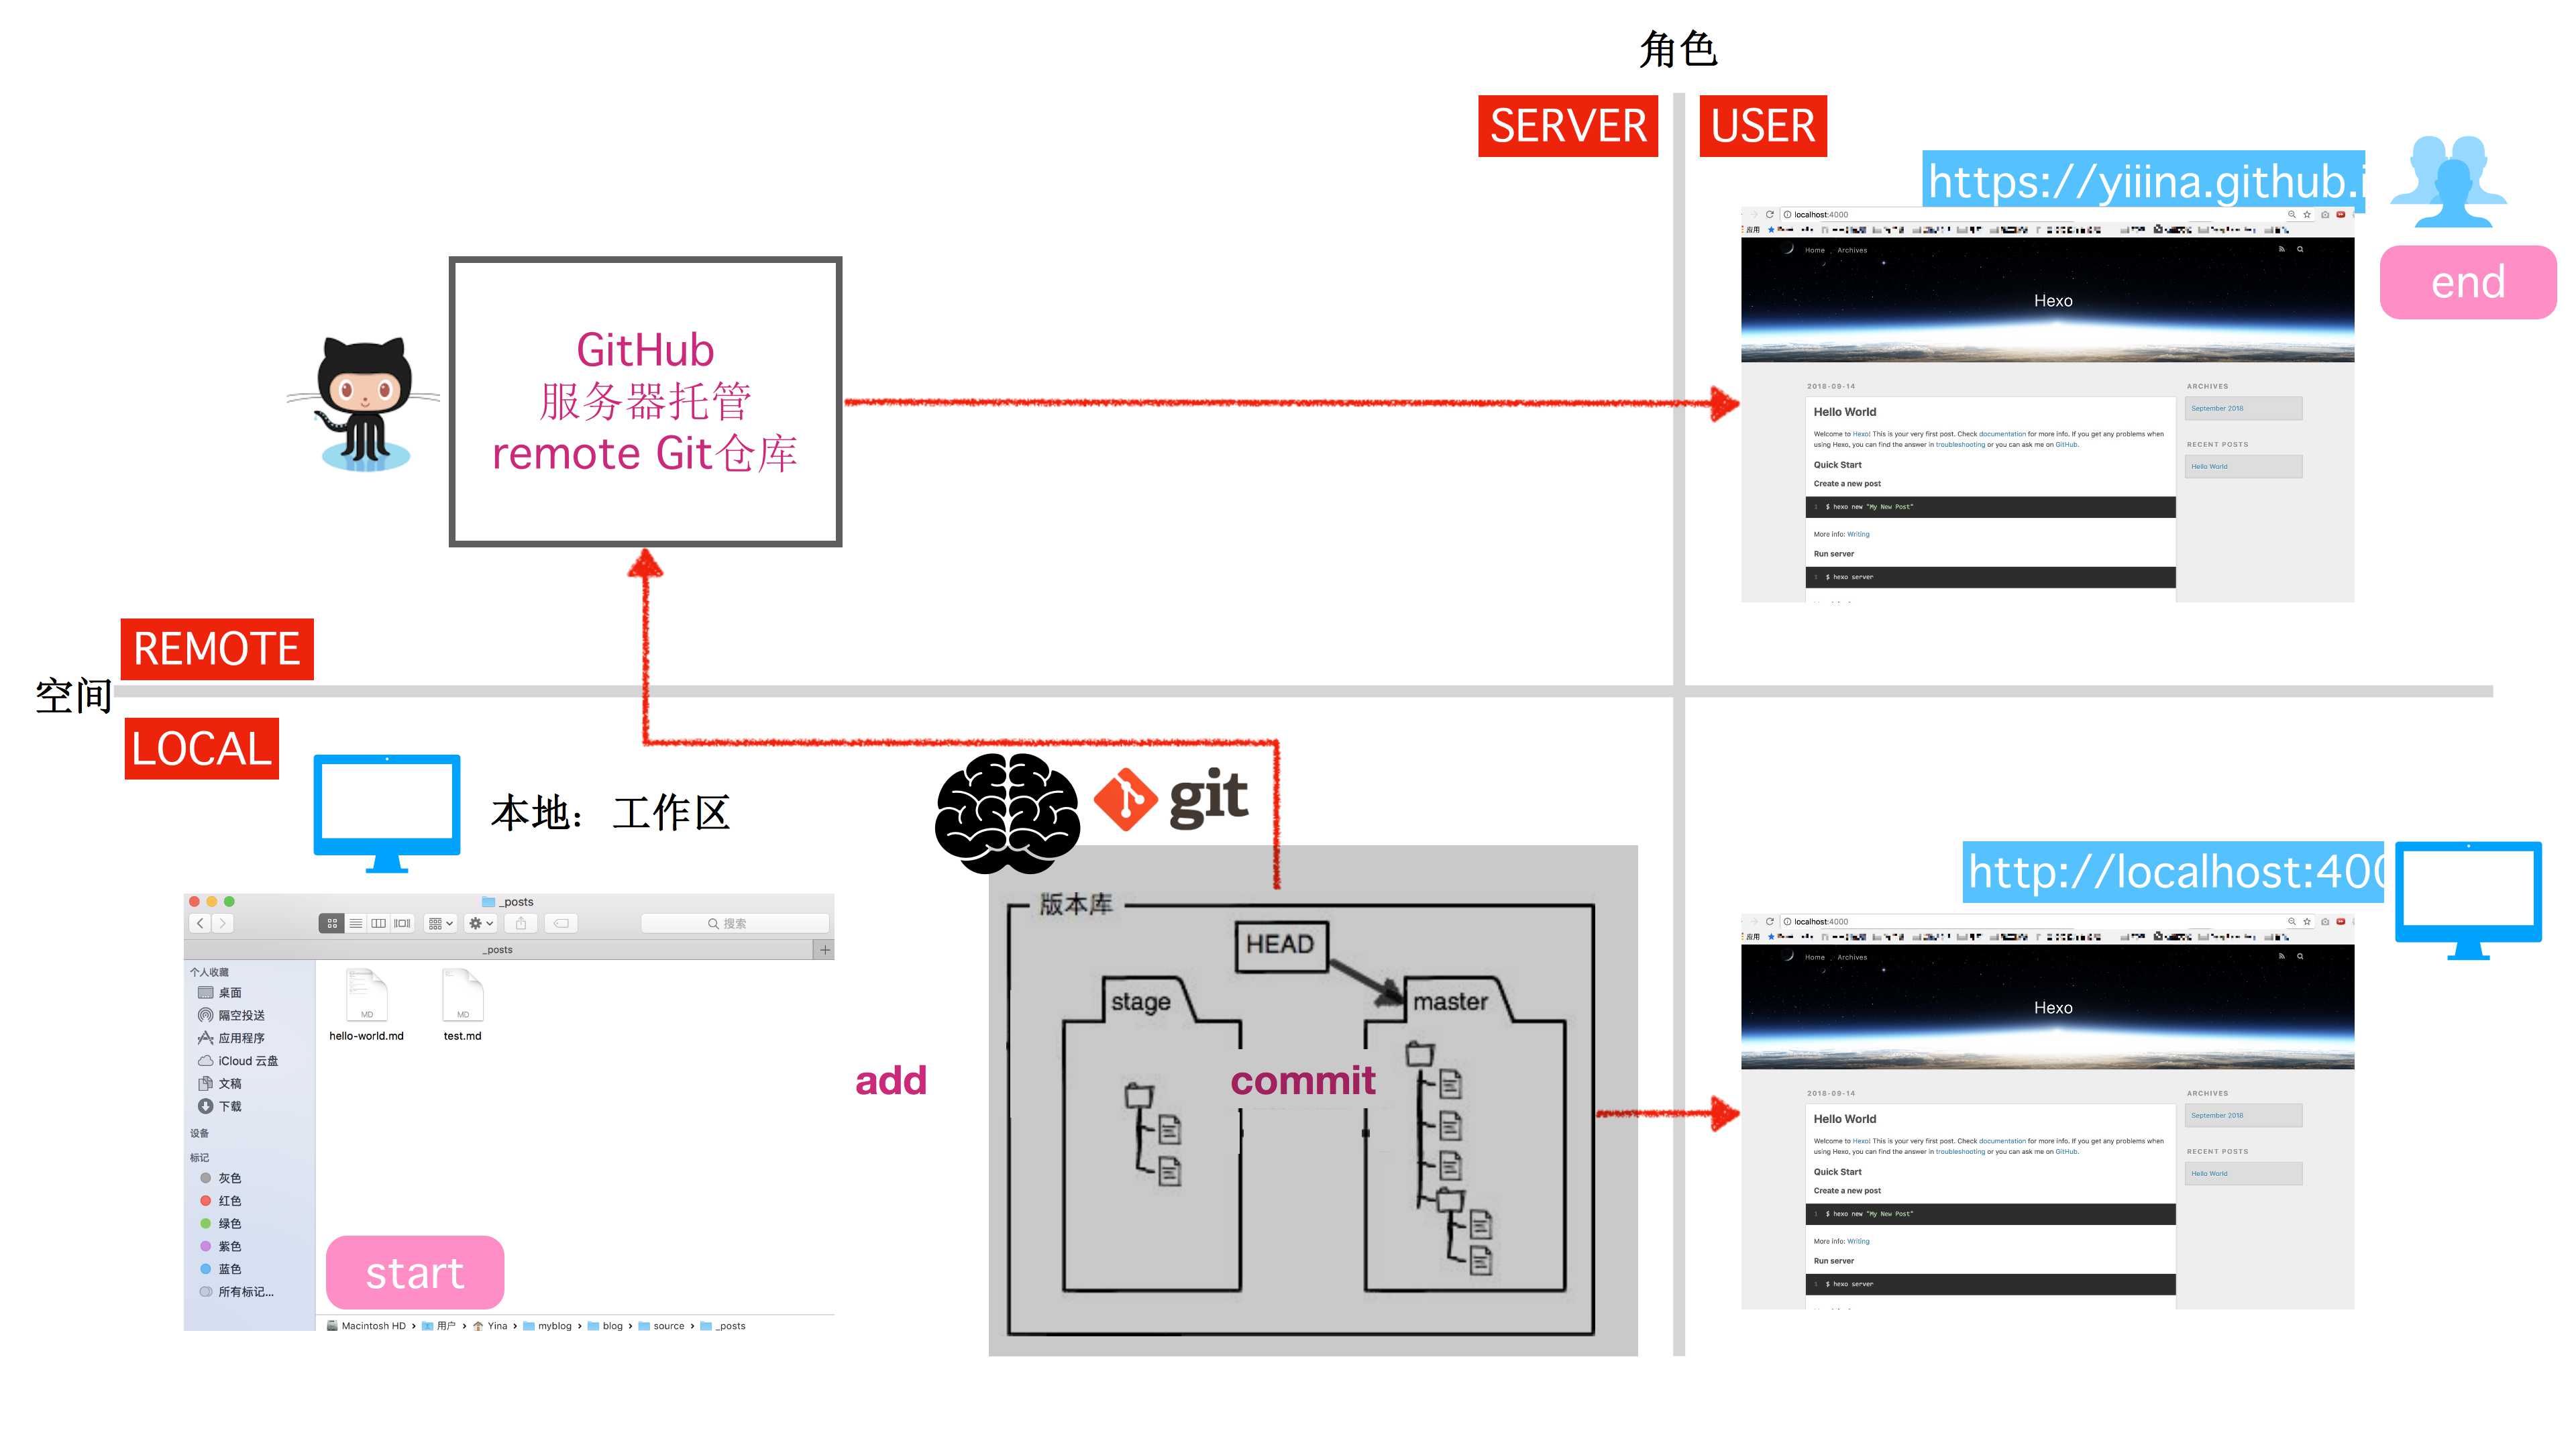 角色
SERVER
USER
https://yiiina.github.i
localhost:4000
应用
Home
Archives
Hexo
end
2018-09-14
Hello World
Welcome to Hexo! This is your very first post. Check documentation for more info. If you get any problems when
using Hexo, you can find the answer in troubleshooting or you can ask me on GitHub.
Quick Start
Create a new post
1 $ hexo new "My New Post"
More info: Writing
Run server
1 $ hexo server
ARCHIVES
September 2018
RECENT POSTS
Hello World
GitHub
服务器托管
remote Git仓库
REMOTE
空间
LOCAL
本地：工作区
_posts
搜索
_posts
个人收藏
桌面
隔空投送
应用程序
iCloud 云盘
文稿
下载
设备
标记
灰色
红色
绿色
紫色
蓝色
所有标记...
hello-world.md
test.md
MD
MD
start
Macintosh HD › 用户 › Yina › myblog › blog › source › _posts
add
git
版本库
HEAD
stage
master
commit
http://localhost:400
localhost:4000
应用
Home
Archives
Hexo
2018-09-14
Hello World
Welcome to Hexo! This is your very first post. Check documentation for more info. If you get any problems when
using Hexo, you can find the answer in troubleshooting or you can ask me on GitHub.
Quick Start
Create a new post
1 $ hexo new "My New Post"
More info: Writing
Run server
1 $ hexo server
ARCHIVES
September 2018
RECENT POSTS
Hello World